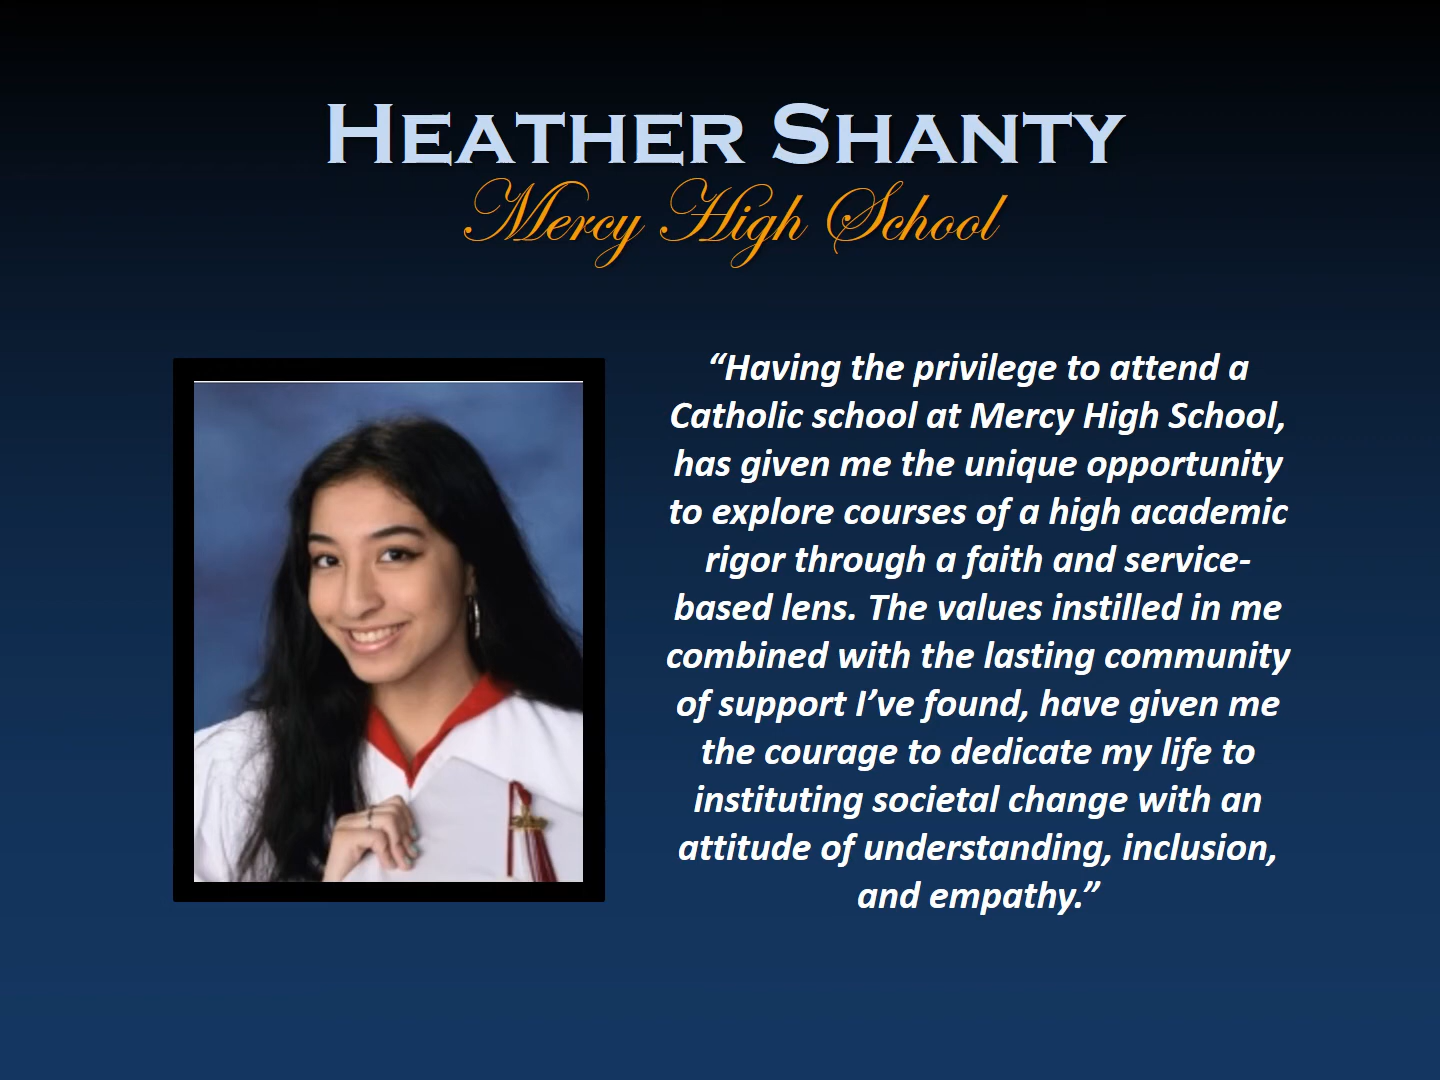 HEATHER SHANTY
Mercy High School
“Having the privilege to attend a
Catholic school at Mercy High School,
has given me the unique opportunity
to explore courses of a high academic
rigor through a faith and service-
based lens. The values instilled in me
combined with the lasting community
of support I’ve found, have given me
the courage to dedicate my life to
instituting societal change with an
attitude of understanding, inclusion,
and empathy.”